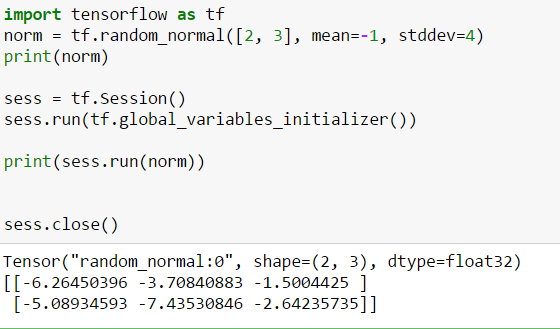 import tensorflow as tf
norm = tf.random_normal([2, 3], mean=-1, stddev=4)
print(norm)
sess = tf.Session()
sess.run(tf.global_variables_initializer())
print(sess.run(norm))
sess.close()
Tensor("random_normal:0", shape=(2, 3), dtype=float32)
[[-6.26450396 -3.70840883 -1.5004425 ]
 [-5.08934593 -7.43530846 -2.64235735]]